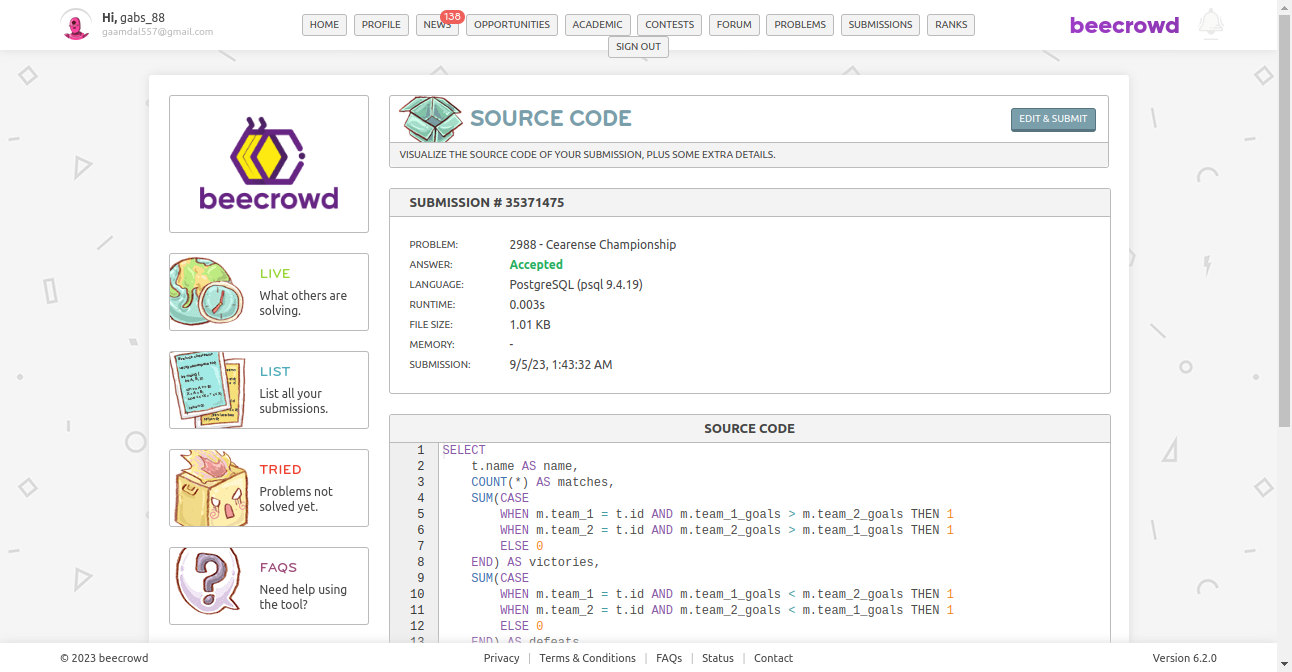 Hi, gabs_88
gaamdal557@gmail.com
HOME
PROFILE
NEWS
138
OPPORTUNITIES
ACADEMIC
CONTESTS
FORUM
PROBLEMS
SUBMISSIONS
RANKS
SIGN OUT
beecrowd
beecrowd
LIVE
What others are
solving.
LIST
List all your
submissions.
TRIED
Problems not
solved yet.
FAQS
Need help using
the tool?
SOURCE CODE
EDIT & SUBMIT
VISUALIZE THE SOURCE CODE OF YOUR SUBMISSION, PLUS SOME EXTRA DETAILS.
SUBMISSION # 35371475
PROBLEM: 2988 - Cearense Championship
ANSWER: Accepted
LANGUAGE: PostgreSQL (psql 9.4.19)
RUNTIME: 0.003s
FILE SIZE: 1.01 KB
MEMORY: -
SUBMISSION: 9/5/23, 1:43:32 AM
SOURCE CODE
1 SELECT
2 t.name AS name,
3 COUNT(*) AS matches,
4 SUM(CASE
5 WHEN m.team_1 = t.id AND m.team_1_goals > m.team_2_goals THEN 1
6 WHEN m.team_2 = t.id AND m.team_2_goals > m.team_1_goals THEN 1
7 ELSE 0
8 END) AS victories,
9 SUM(CASE
10 WHEN m.team_1 = t.id AND m.team_1_goals < m.team_2_goals THEN 1
11 WHEN m.team_2 = t.id AND m.team_2_goals < m.team_1_goals THEN 1
12 ELSE 0
13 END) AS defeats
© 2023 beecrowd
Privacy | Terms & Conditions | FAQs | Status | Contact
Version 6.2.0